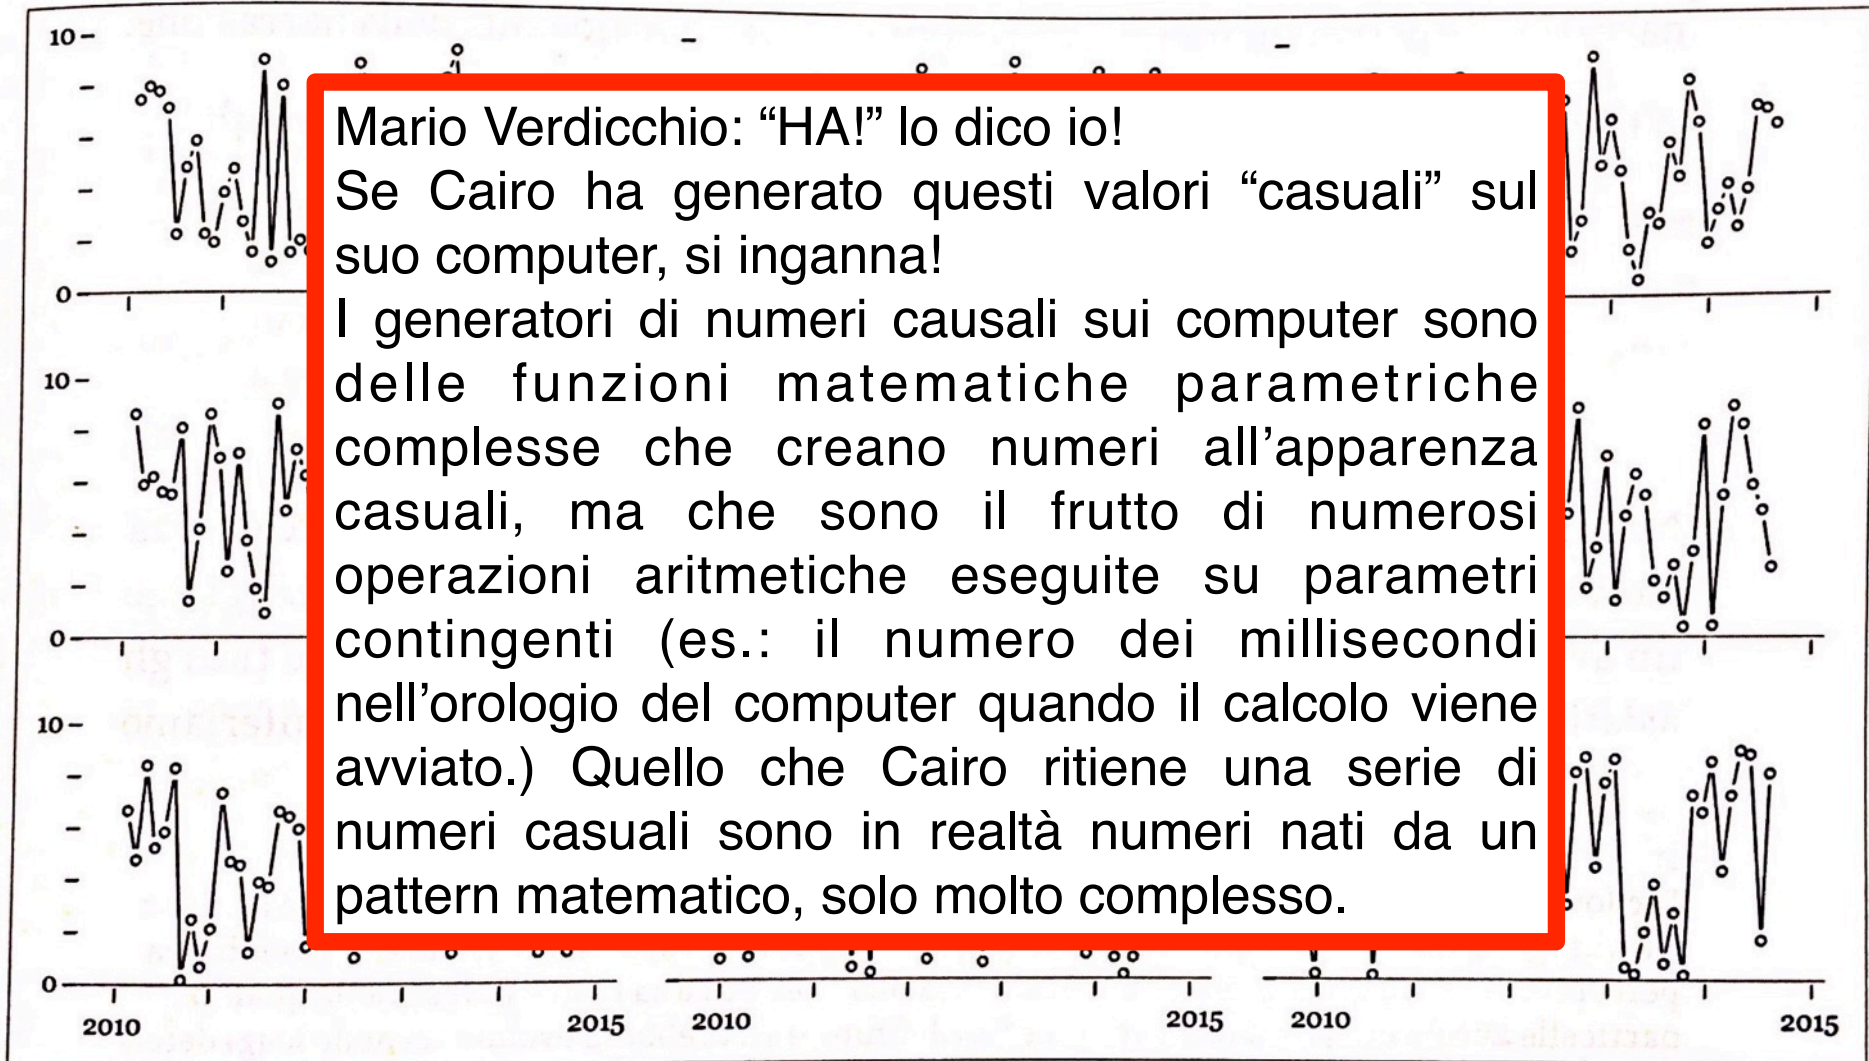 10
Mario Verdicchio: “HA!” lo dico io!
Se Cairo ha generato questi valori “casuali” sul
suo computer, si inganna!
0
I generatori di numeri causali sui computer sono
10
delle funzioni matematiche parametriche
complesse che creano numeri all’apparenza
casuali, ma che sono il frutto di numerosi
operazioni aritmetiche eseguite su parametri
0
contingenti (es.: il numero dei millisecondi
nell’orologio del computer quando il calcolo viene
10
avviato.) Quello che Cairo ritiene una serie di
numeri casuali sono in realtà numeri nati da un
pattern matematico, solo molto complesso.
0
2010 2015 2010 2015 2010 2015